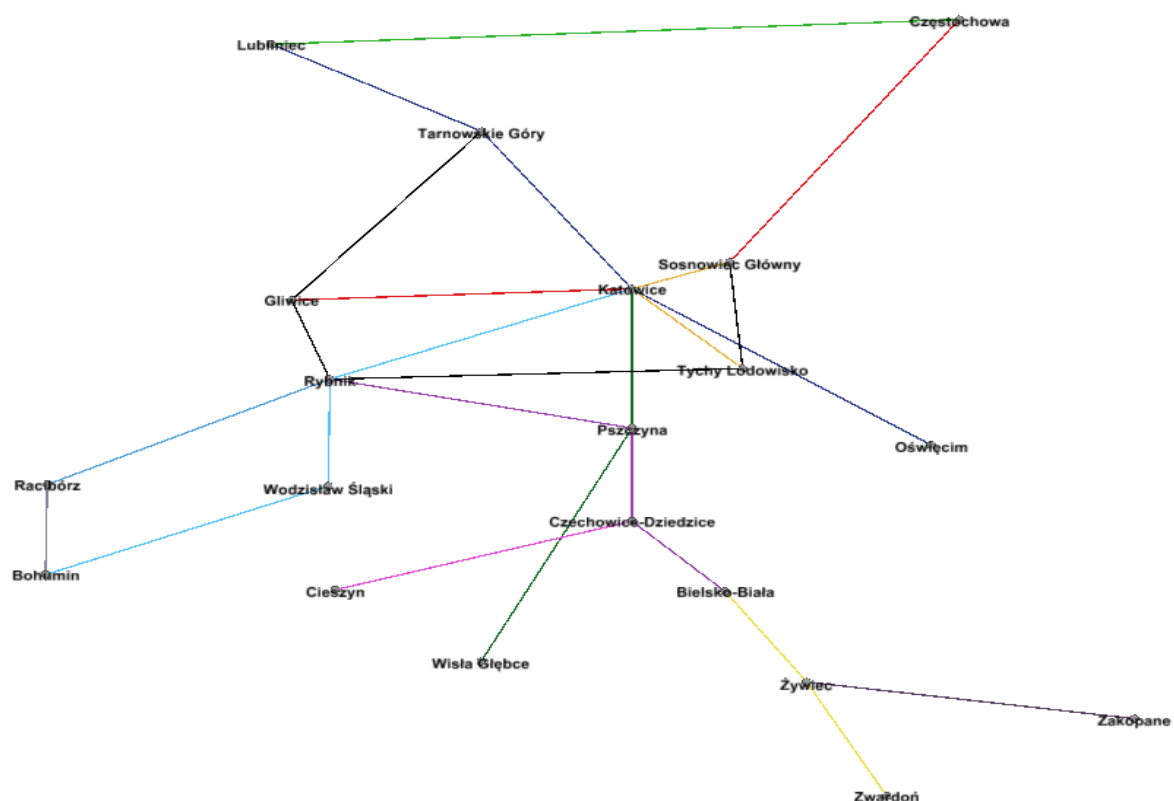 Częstochowa
Lubliniec
Tarnowskie Góry
Sosnowiec Główny
Katowice
Gliwice
Tychy Lodowisko
Rybnik
Pszczyna
Oświęcim
Racibórz
Wodzisław Śląski
Czechowice-Dziedzice
Bohumin
Cieszyn
Bielsko-Biała
Wisła Głębce
Żywiec
Zakopane
Zwardoń